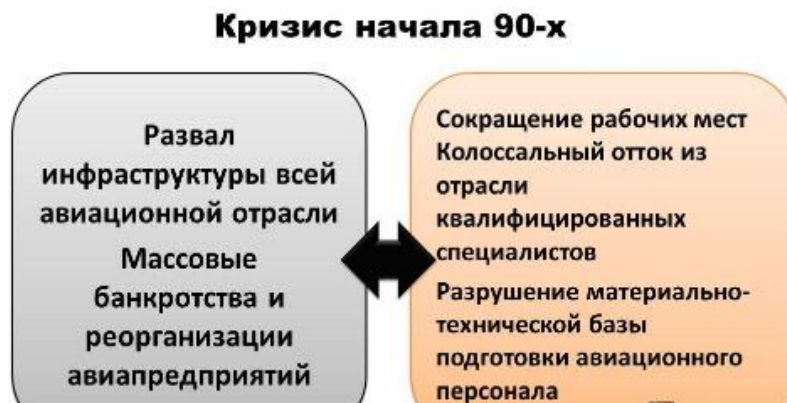 Кризис начала 90-х
Развал
инфраструктуры всей
авиационной отрасли
Массовые
банкротства и
реорганизации
авиапредприятий
Сокращение рабочих мест
Колоссальный отток из
отрасли
квалифицированных
специалистов
Разрушение материально-
технической базы
подготовки авиационного
персонала